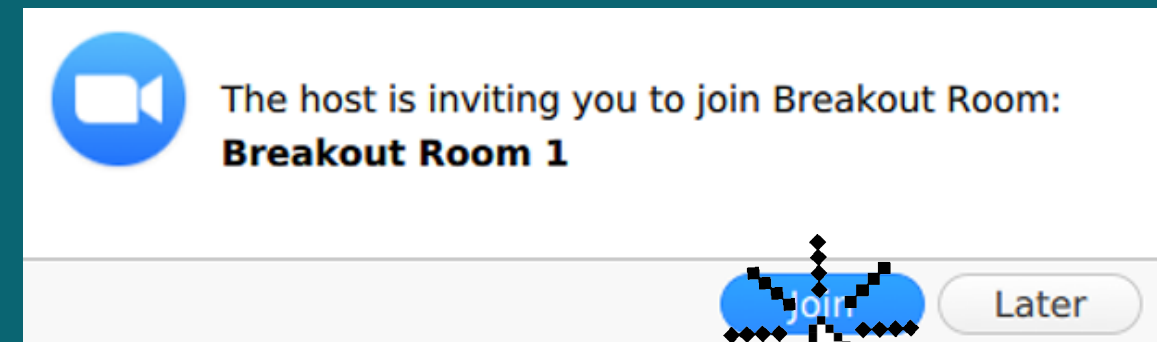 The host is inviting you to join Breakout Room:
Breakout Room 1
Join Later